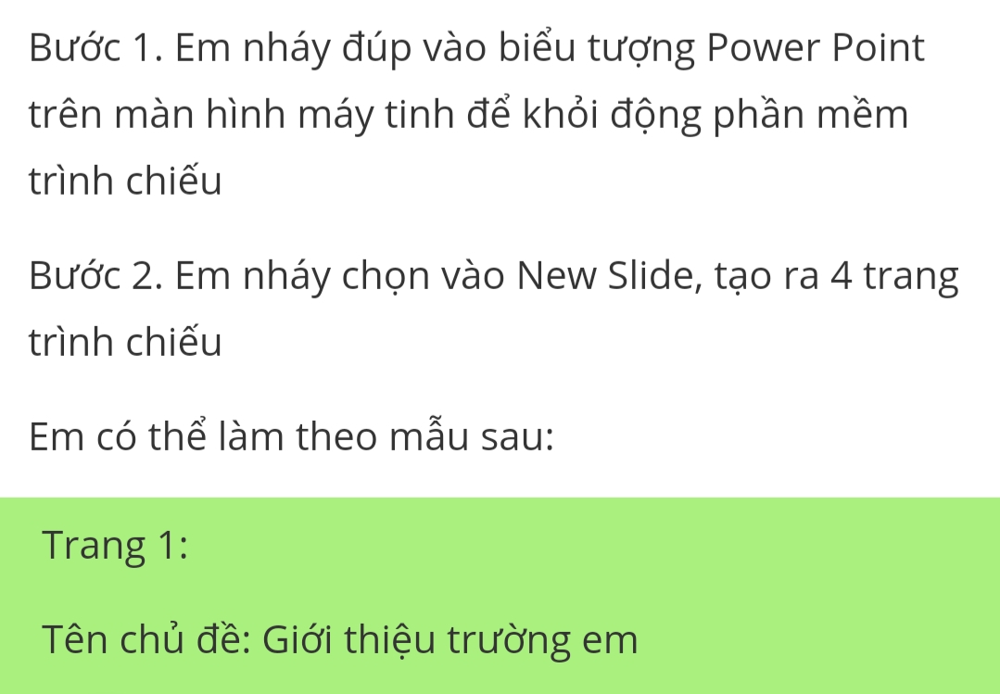 Bước 1. Em nháy đúp vào biểu tượng Power Point
trên màn hình máy tinh để khỏi động phần mềm
trình chiếu
Bước 2. Em nháy chọn vào New Slide, tạo ra 4 trang
trình chiếu
Em có thể làm theo mẫu sau:
Trang 1:
Tên chủ đề: Giới thiệu trường em